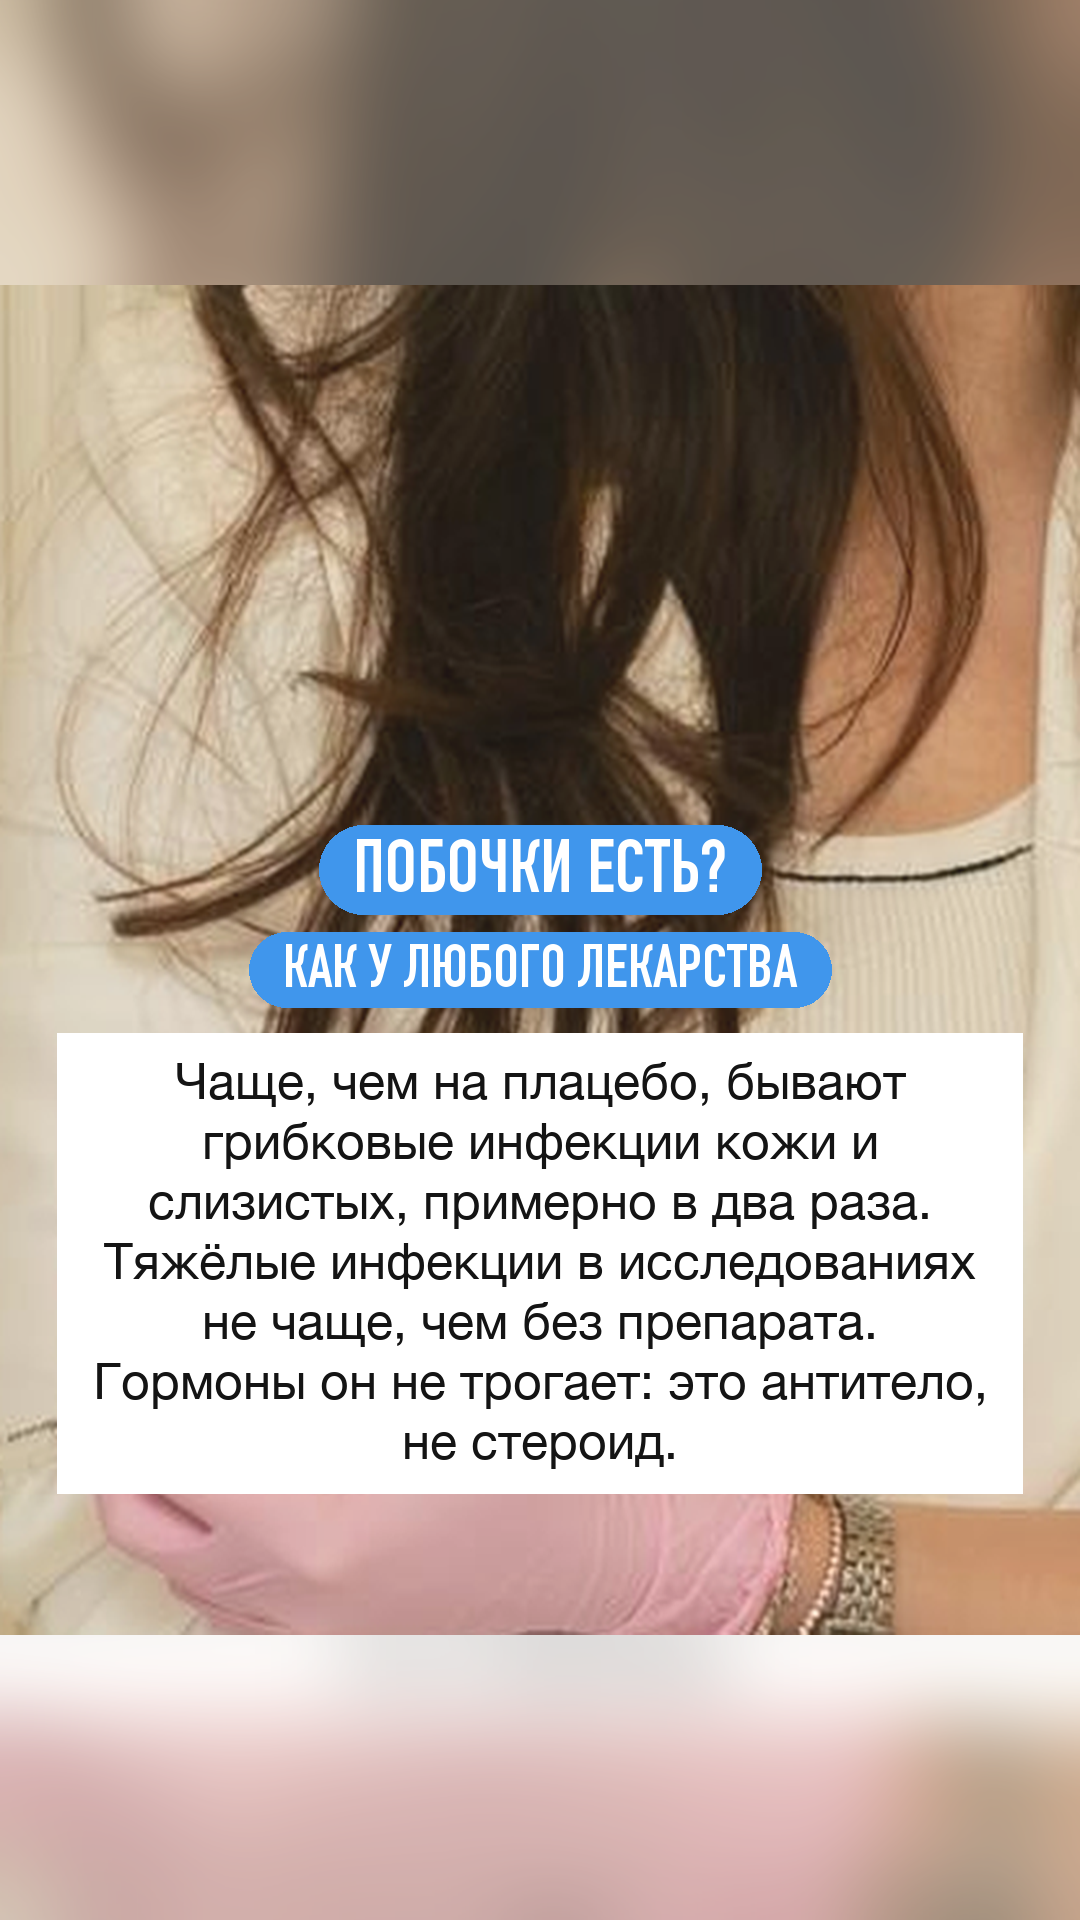 ПОБОЧКИ ЕСТЬ?
КАК У ЛЮБОГО ЛЕКАРСТВА
Чаще, чем на плацебо, бывают
грибковые инфекции кожи и
слизистых, примерно в два раза.
Тяжёлые инфекции в исследованиях
не чаще, чем без препарата.
Гормоны он не трогает: это антитело,
не стероид.